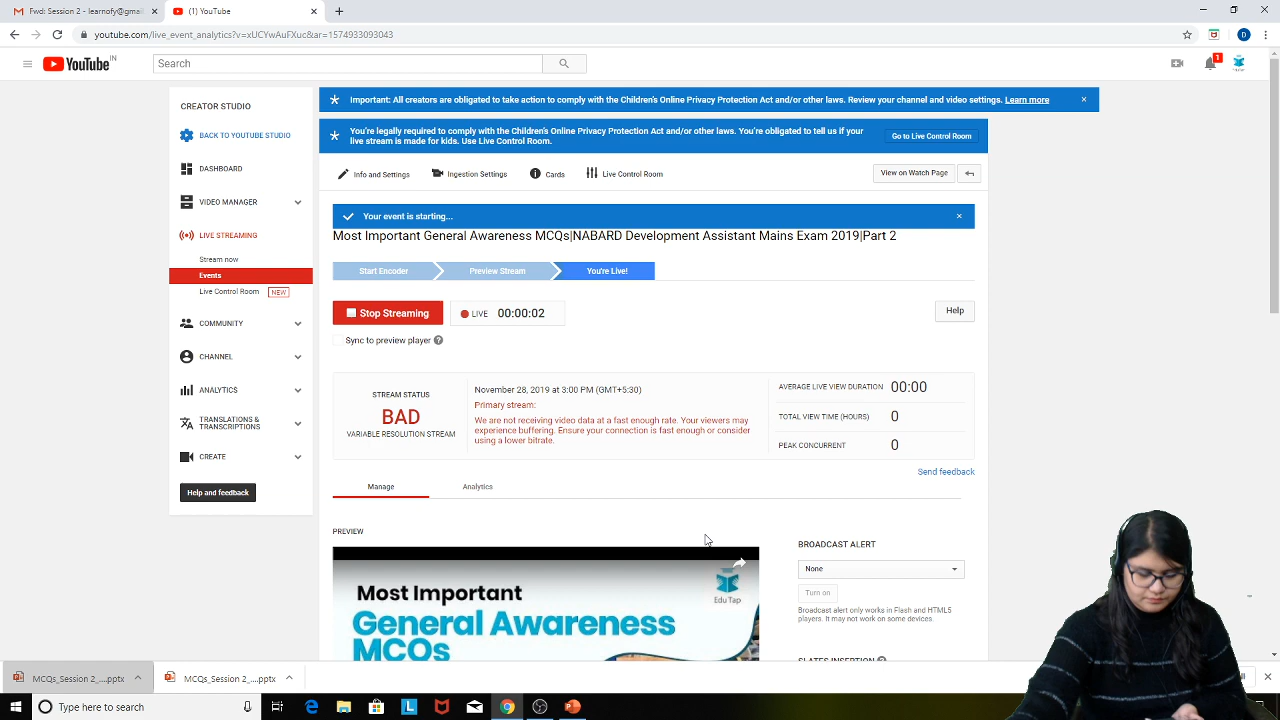 Fwd: Session 2 - learnofy@gmai
(1) YouTube
youtube.com/live_event_analytics?v=xUCYwAuFXuc&ar=1574933093043
D
YouTube IN
Search
1
CREATOR STUDIO
BACK TO YOUTUBE STUDIO
DASHBOARD
VIDEO MANAGER
LIVE STREAMING
Stream now
Events
Live Control Room NEW
COMMUNITY
CHANNEL
ANALYTICS
TRANSLATIONS &
TRANSCRIPTIONS
CREATE
Help and feedback
Important: All creators are obligated to take action to comply with the Children's Online Privacy Protection Act and/or other laws. Review your channel and video settings. Learn more
You're legally required to comply with the Children's Online Privacy Protection Act and/or other laws. You're obligated to tell us if your
live stream is made for kids. Use Live Control Room.
Go to Live Control Room
Info and Settings
Ingestion Settings
Cards
Live Control Room
View on Watch Page
Your event is starting...
Most Important General Awareness MCQs|NABARD Development Assistant Mains Exam 2019|Part 2
Start Encoder
Preview Stream
You're Live!
Stop Streaming
LIVE 00:00:02
Help
Sync to preview player ?
STREAM STATUS
BAD
VARIABLE RESOLUTION STREAM
November 28, 2019 at 3:00 PM (GMT+5:30)
Primary stream:
We are not receiving video data at a fast enough rate. Your viewers may
experience buffering. Ensure your connection is fast enough or consider
using a lower bitrate.
AVERAGE LIVE VIEW DURATION 00:00
TOTAL VIEW TIME (HOURS) 0
PEAK CONCURRENT 0
Send feedback
Manage
Analytics
PREVIEW
Most Important
General Awareness
MCQs
Edu Tap
BROADCAST ALERT
None
Turn on
Broadcast alert only works in Flash and HTML5
players. It may not work on some devices.
SLATES INSERTION ?
MCQs_Session 2_....pptx
MCQs_Session 2_....pptx
Type here to search